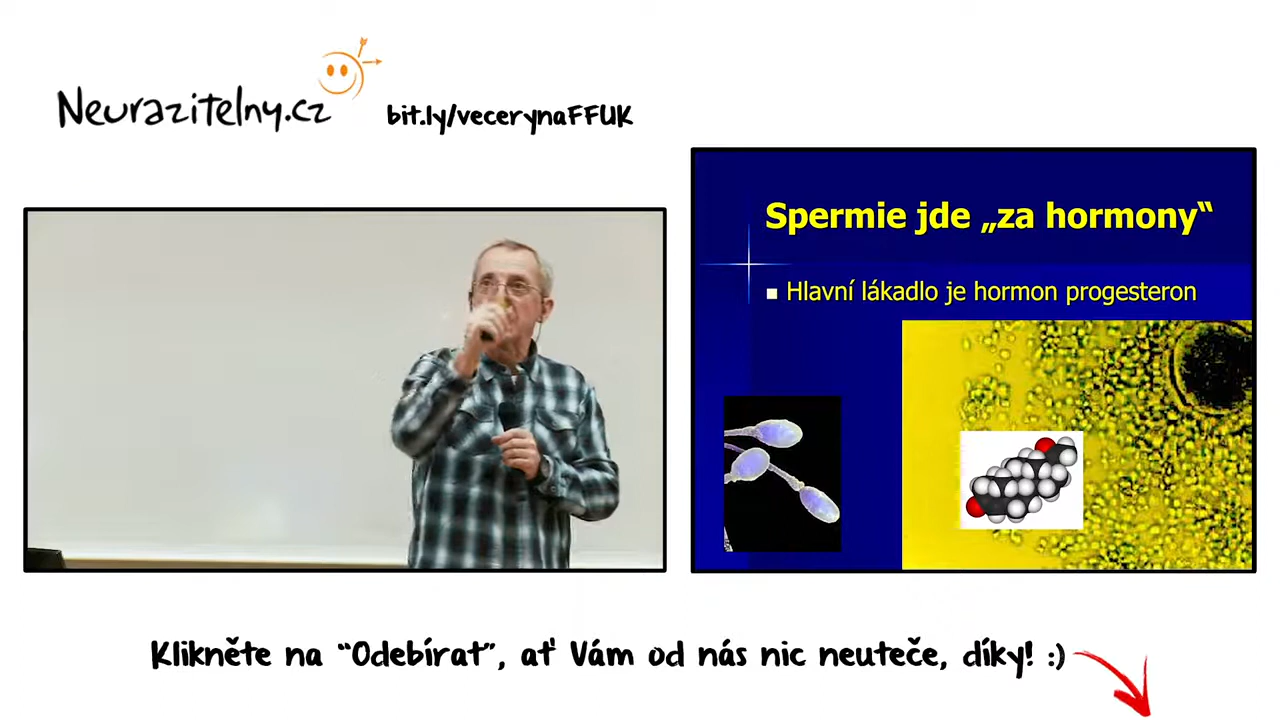 Neurazitelny.cz
bit.ly/vecerynaFFUK
Spermie jde „za hormony“
Hlavní lákadlo je hormon progesteron
Klikněte na “Odebírat”, ať Vám od nás nic neuteče, díky! :)